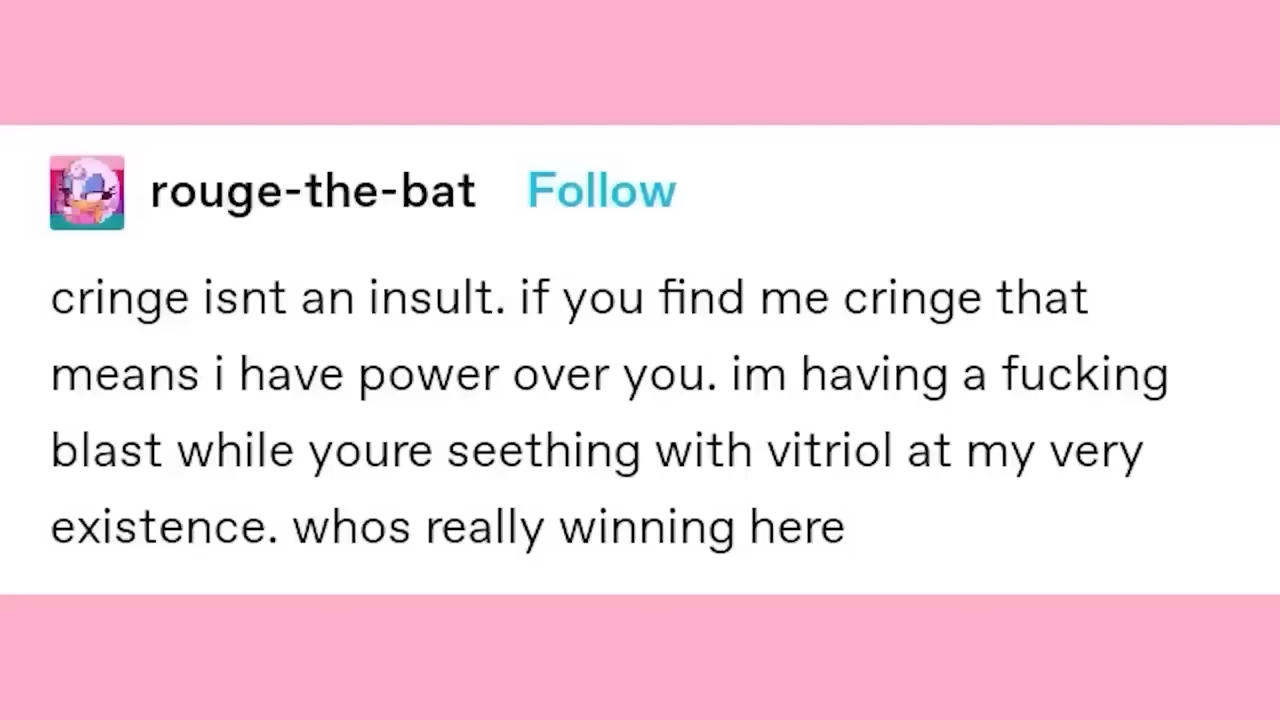 rouge-the-bat Follow
cringe isnt an insult. if you find me cringe that
means i have power over you. im having a fucking
blast while youre seething with vitriol at my very
existence. whos really winning here